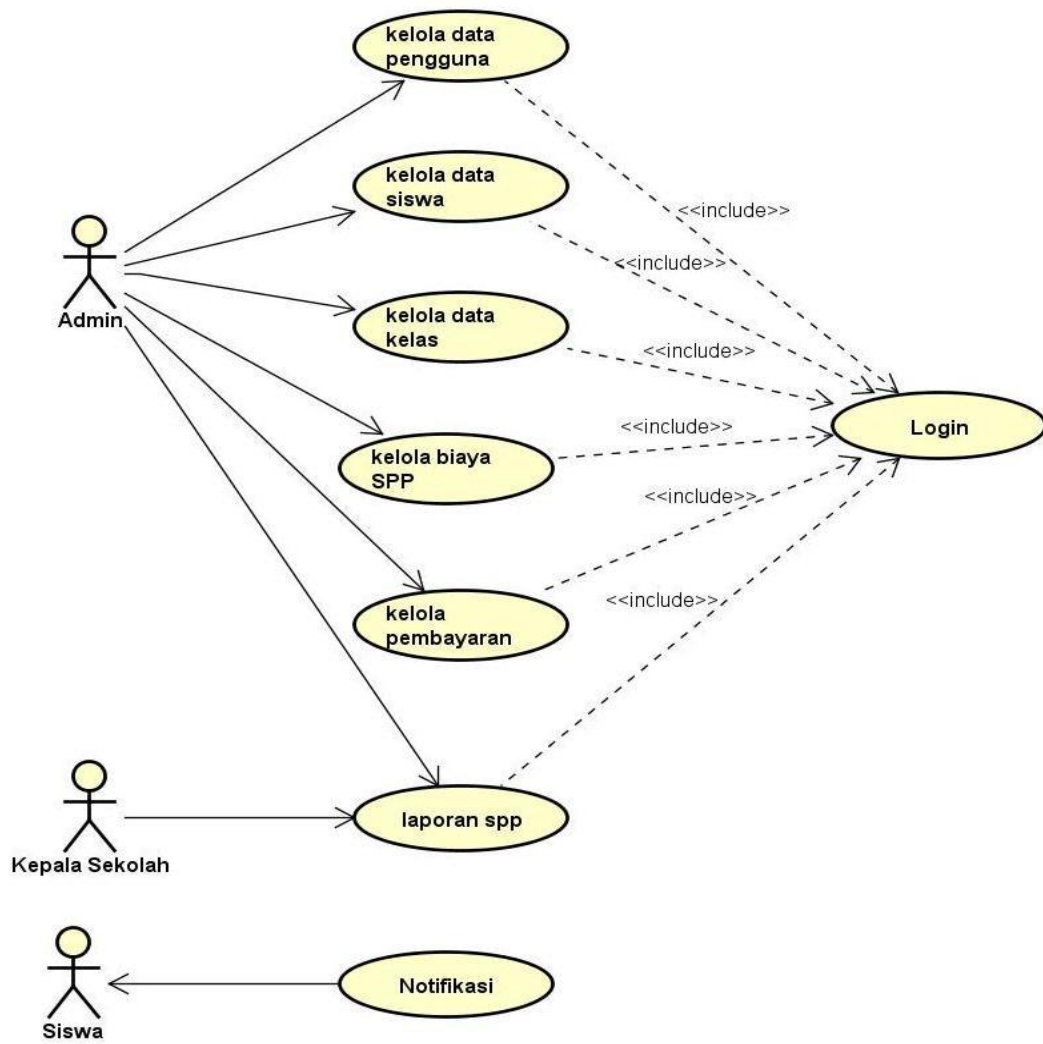 kelola data
pengguna
kelola data
siswa
<<include>>
<<include>>
Admin
kelola data
kelas
<<include>>
Login
kelola biaya
SPP
<<include>>
<<include>>
kelola
pembayaran
<<include>>
laporan spp
Kepala Sekolah
Notifikasi
Siswa